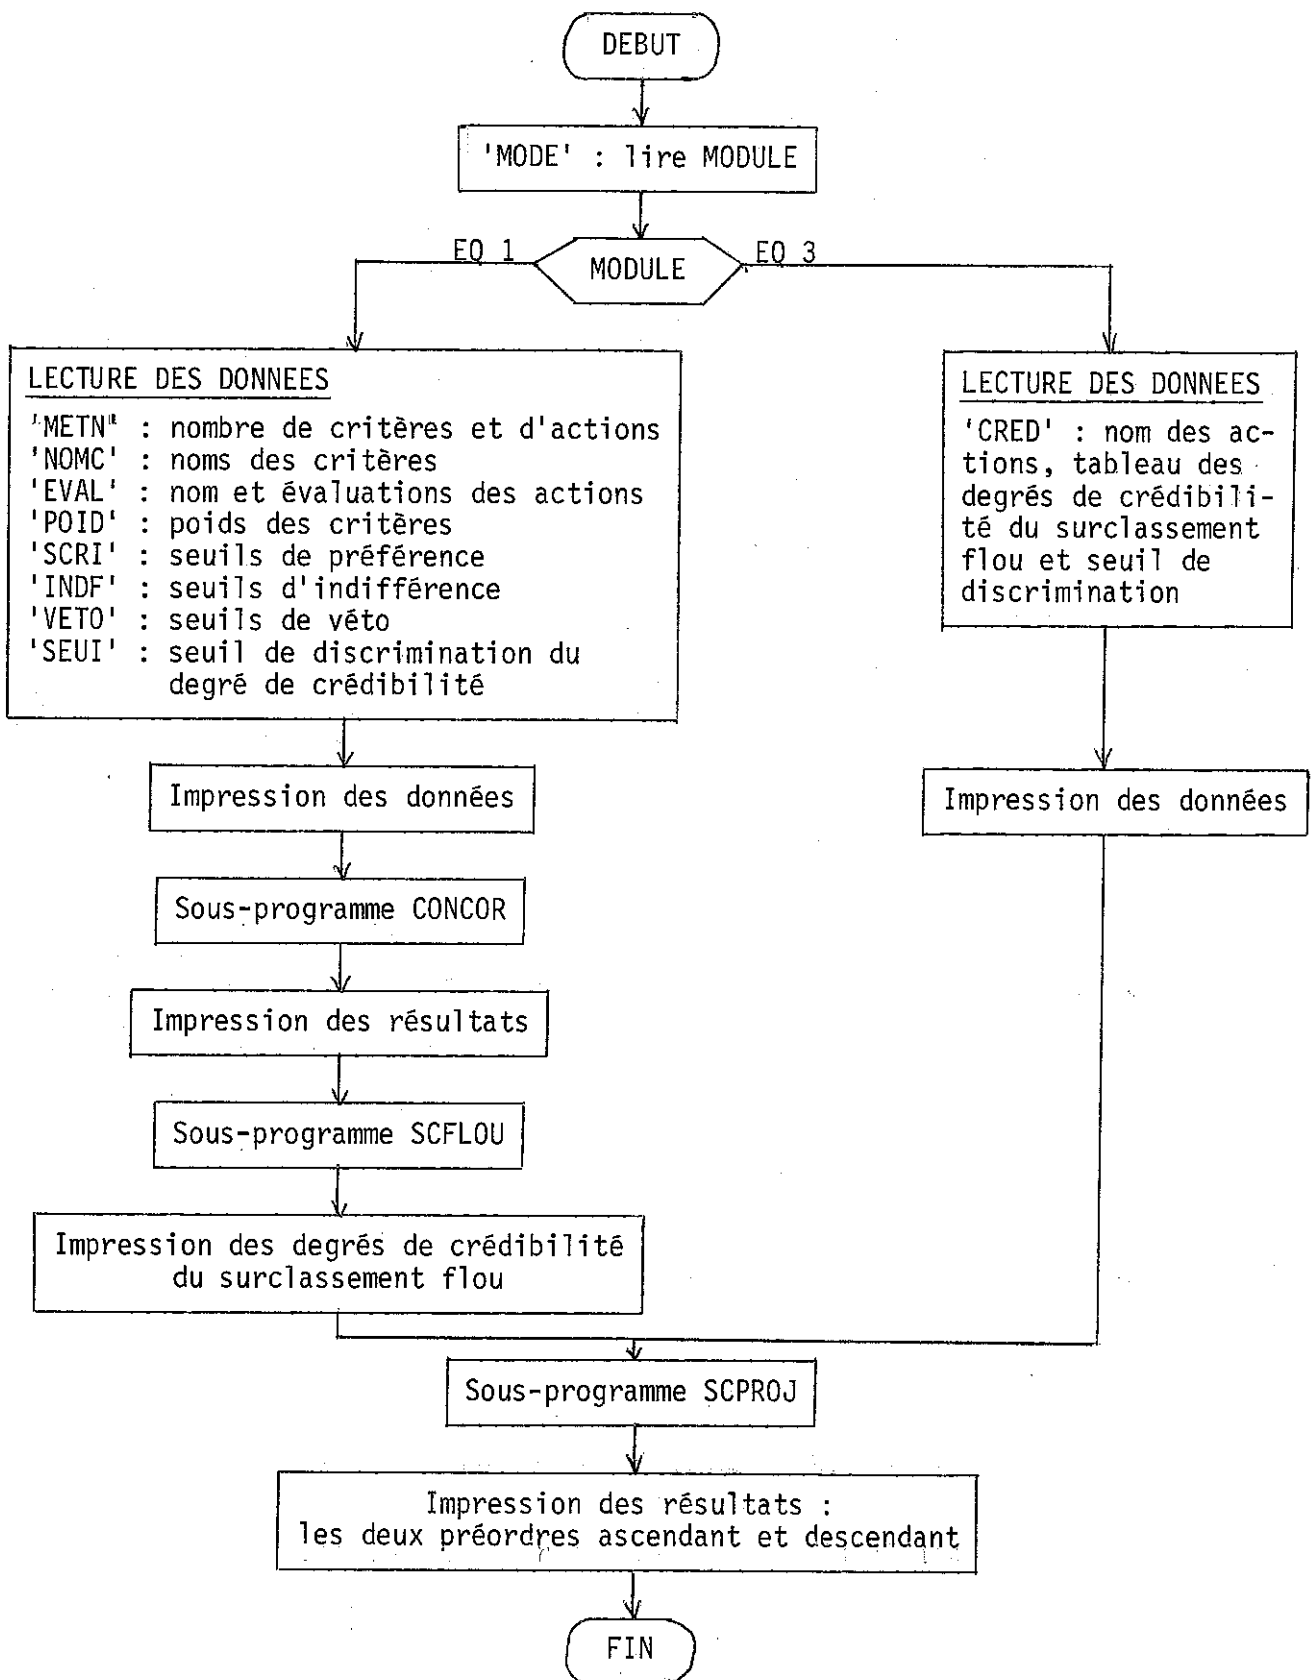 DEBUT
'MODE' : lire MODULE
EQ 1
MODULE
EQ 3
LECTURE DES DONNEES
'METN' : nombre de critères et d'actions
'NOMC' : noms des critères
'EVAL' : nom et évaluations des actions
'POID' : poids des critères
'SCRI' : seuils de préférence
'INDF' : seuils d'indifférence
'VETO' : seuils de véto
'SEUI' : seuil de discrimination du
degré de crédibilité
LECTURE DES DONNEES
'CRED' : nom des ac-
tions, tableau des
degrés de crédibili-
té du surclassement
flou et seuil de
discrimination
Impression des données
Impression des données
Sous-programme CONCOR
Impression des résultats
Sous-programme SCFLOU
Impression des degrés de crédibilité
du surclassement flou
Sous-programme SCPROJ
Impression des résultats :
les deux préordres ascendant et descendant
FIN